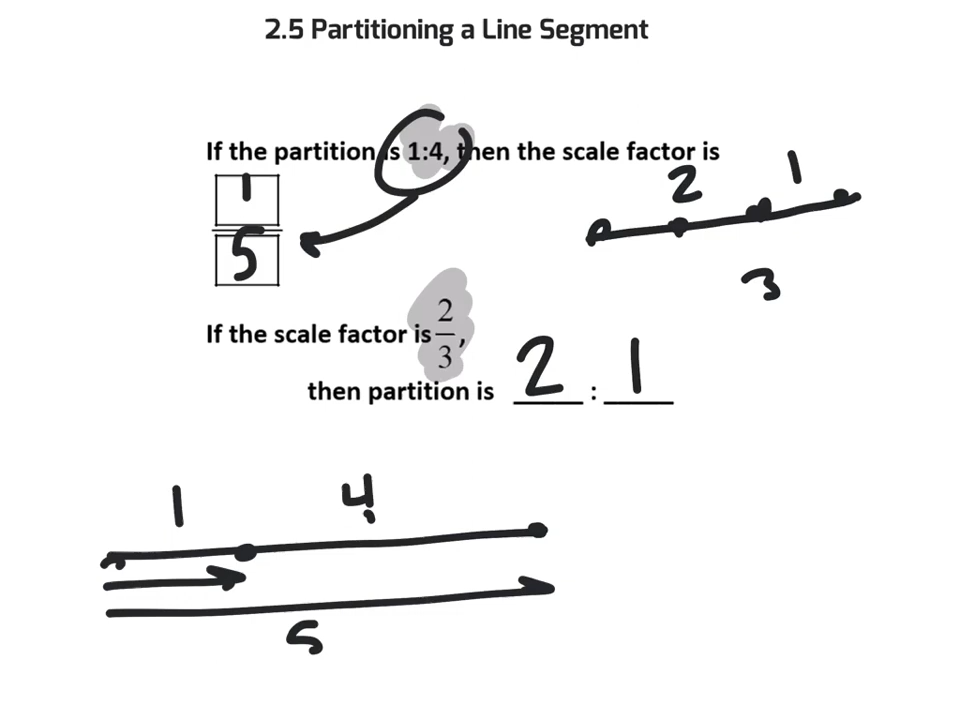 2.5 Partitioning a Line Segment
If the partition is 1:4, then the scale factor is
1
5
2 1
3
If the scale factor is 2/3,
then partition is 2 : 1
1 4
5